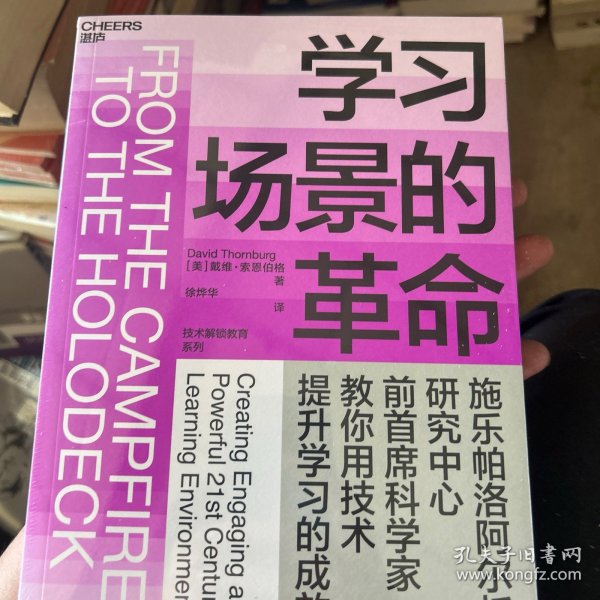 CHEERS
湛庐
FROM THE CAMPFIRE
TO THE HOLODECK
学习
场景的
革命
David Thornburg
[美]戴维·索恩伯格
著
徐烨华
译
技术解锁教育
系列
Creating Engaging
Powerful 21st
Learning
施乐帕洛阿尔托
研究中心
前首席科学家
教你用技术
提升学习的成效
孔夫子旧书网
www.kongfz.com